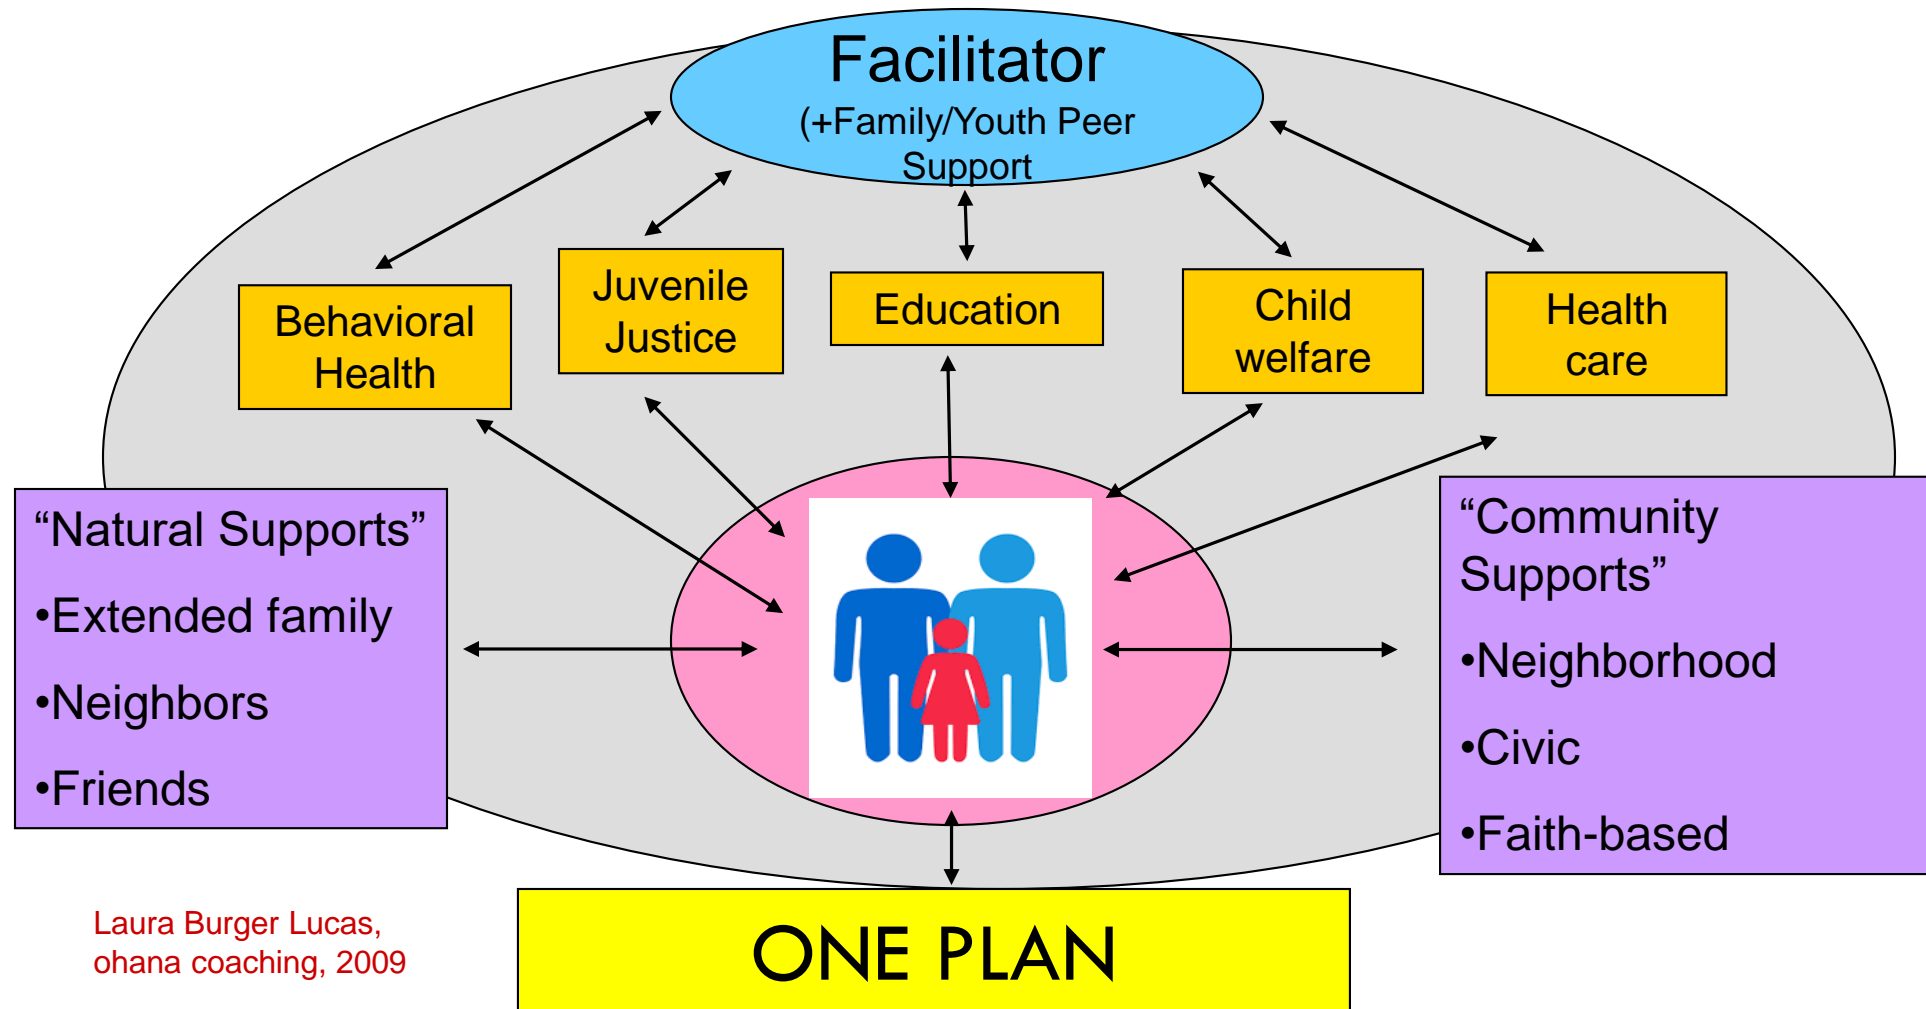 Facilitator
(+Family/Youth Peer
Support
Behavioral
Health
Juvenile
Justice
Education
Child
welfare
Health
care
“Natural Supports”
•Extended family
•Neighbors
•Friends
“Community
Supports”
•Neighborhood
•Civic
•Faith-based
Laura Burger Lucas,
ohana coaching, 2009
ONE PLAN